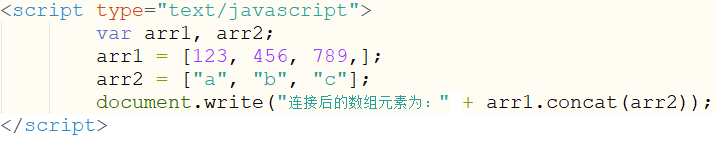 <script type="text/javascript">
var arr1, arr2;
arr1 = [123, 456, 789,];
arr2 = ["a", "b", "c"];
document.write("连接后的数组元素为：" + arr1.concat(arr2));
</script>